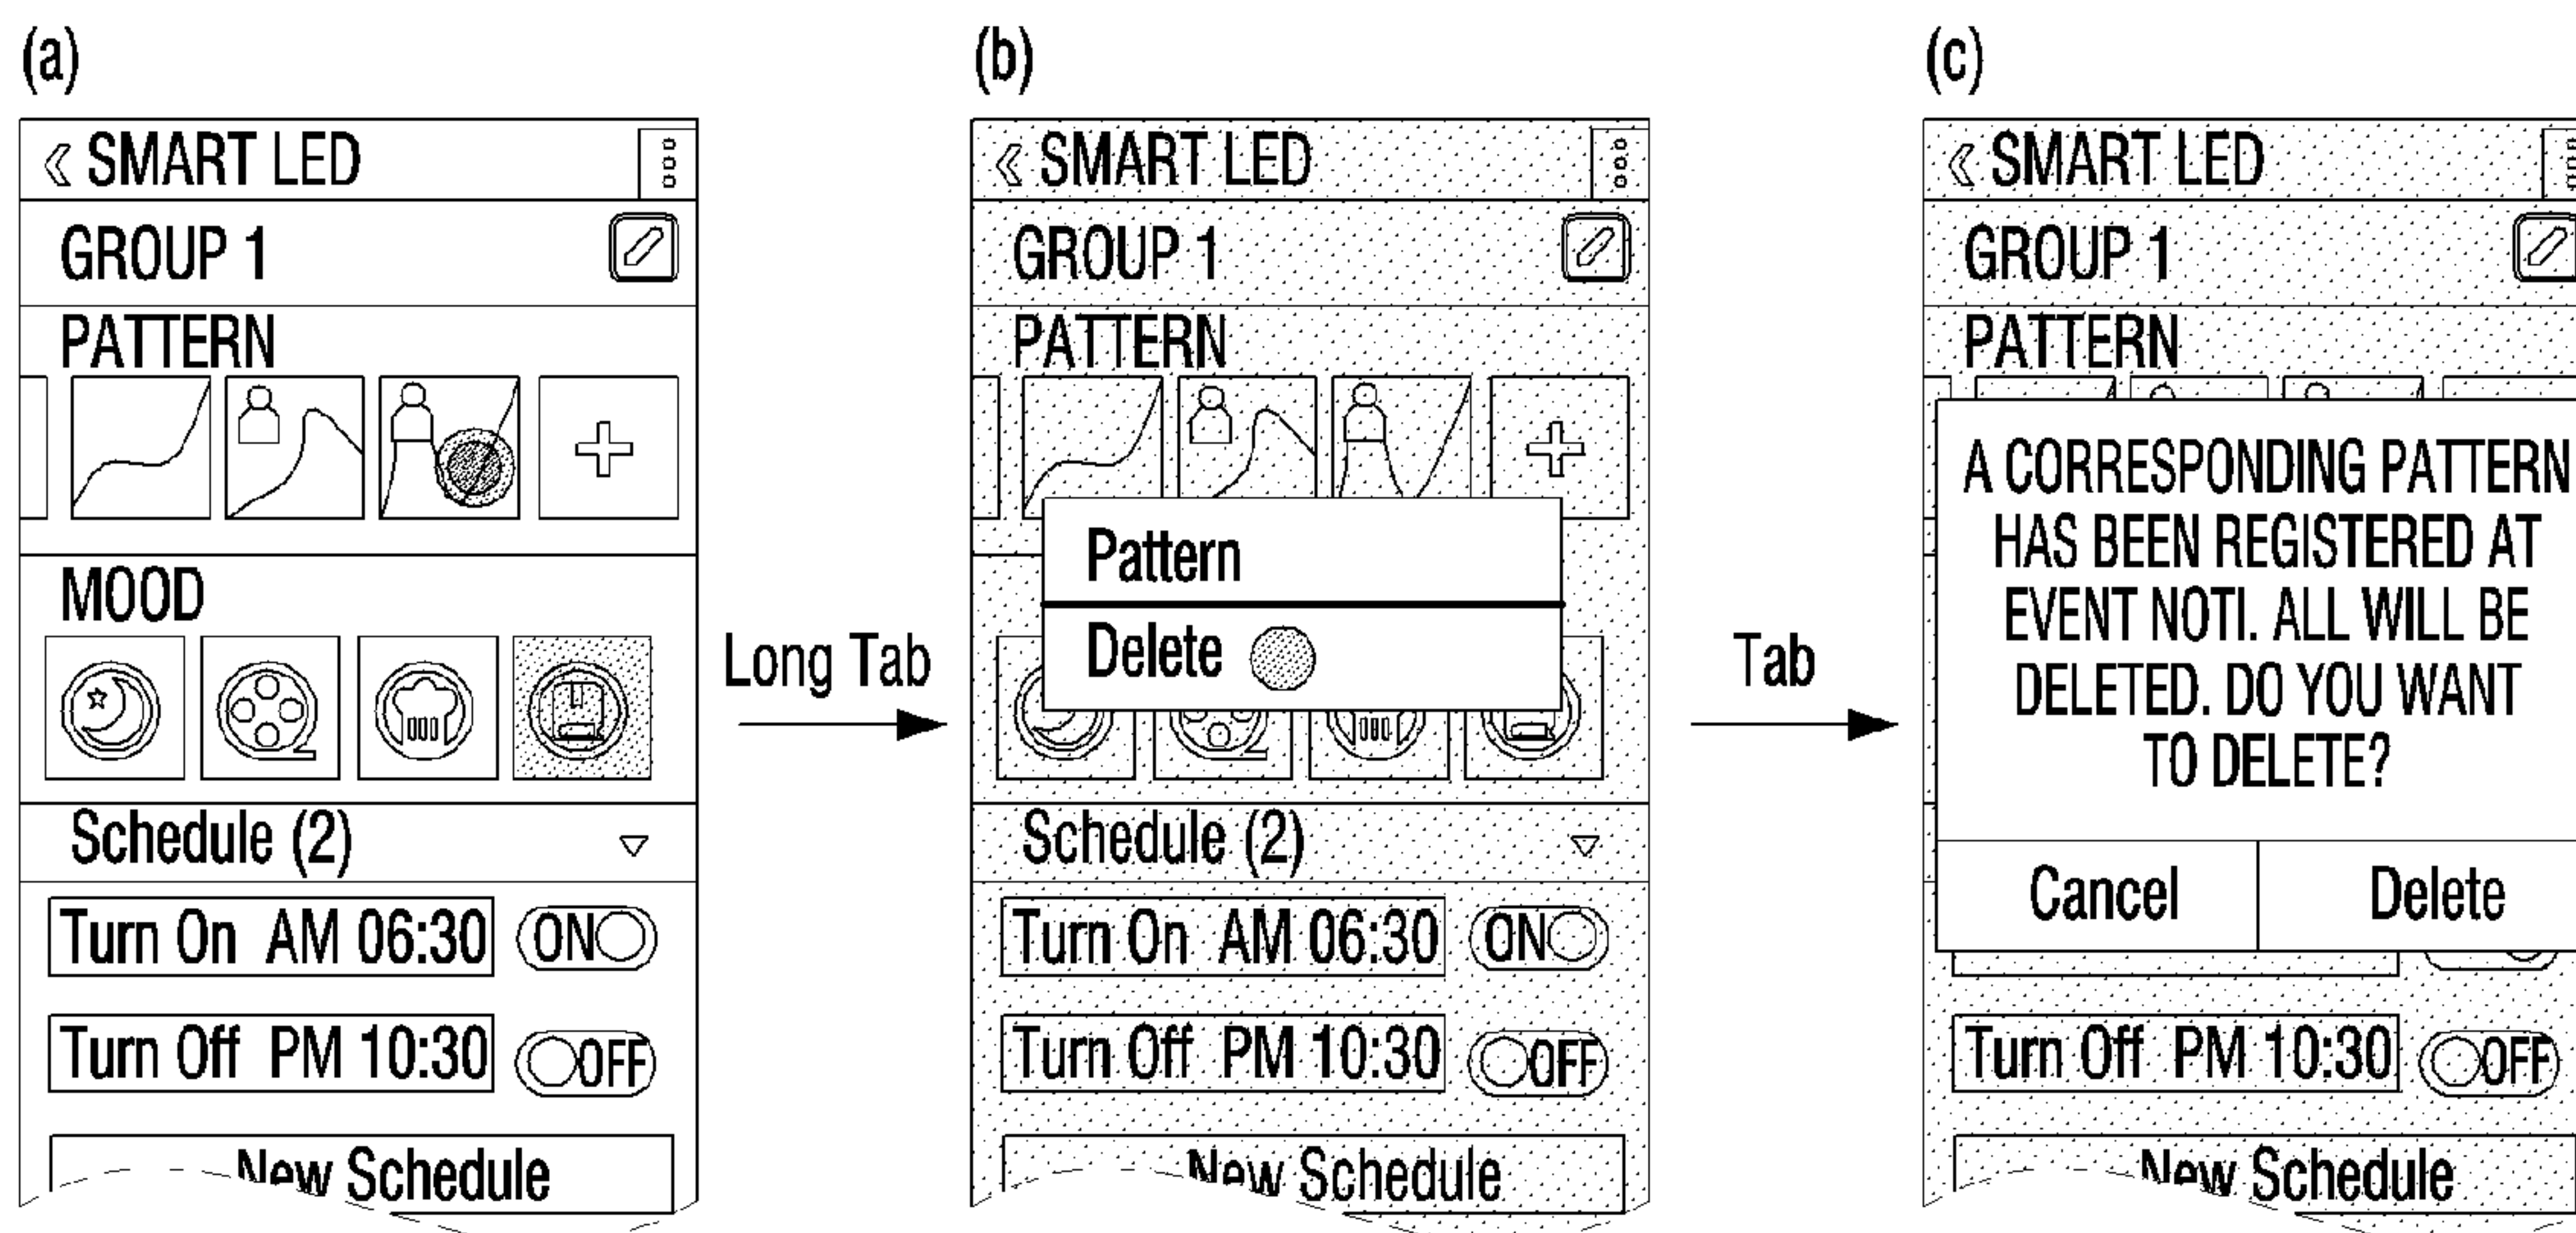 (a)
SMART LED
GROUP 1
PATTERN
MOOD
Schedule (2)
Turn On AM 06:30 ON
Turn Off PM 10:30 OFF
New Schedule
Long Tab
(b)
SMART LED
GROUP 1
PATTERN
Pattern
Delete
Schedule (2)
Turn On AM 06:30 ON
Turn Off PM 10:30 OFF
New Schedule
Tab
(c)
SMART LED
GROUP 1
PATTERN
A CORRESPONDING PATTERN
HAS BEEN REGISTERED AT
EVENT NOTI. ALL WILL BE
DELETED. DO YOU WANT
TO DELETE?
Cancel Delete
Turn Off PM 10:30 OFF
New Schedule